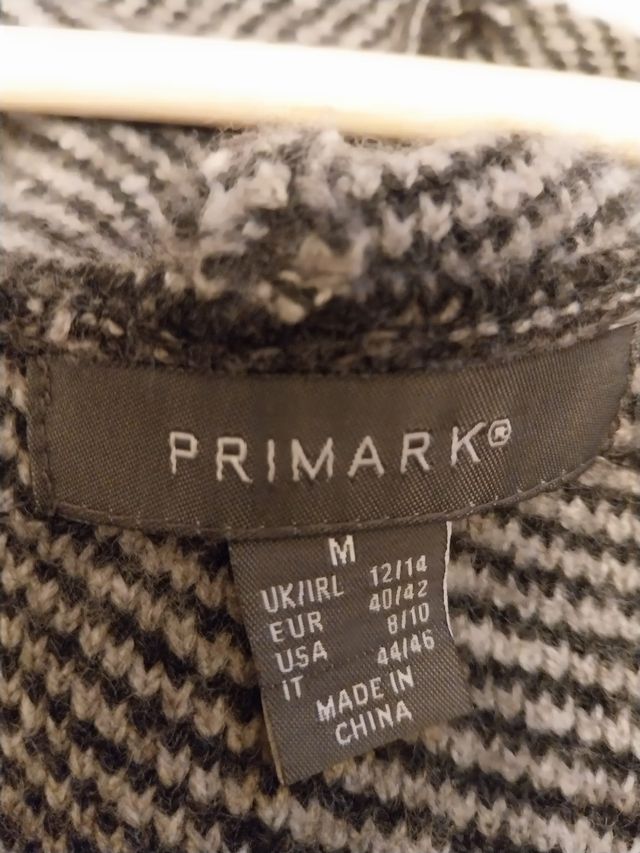 PRIMARK®
M
UK/IRL 12/14
EUR 40/42
USA 8/10
IT 44/46
MADE IN
CHINA